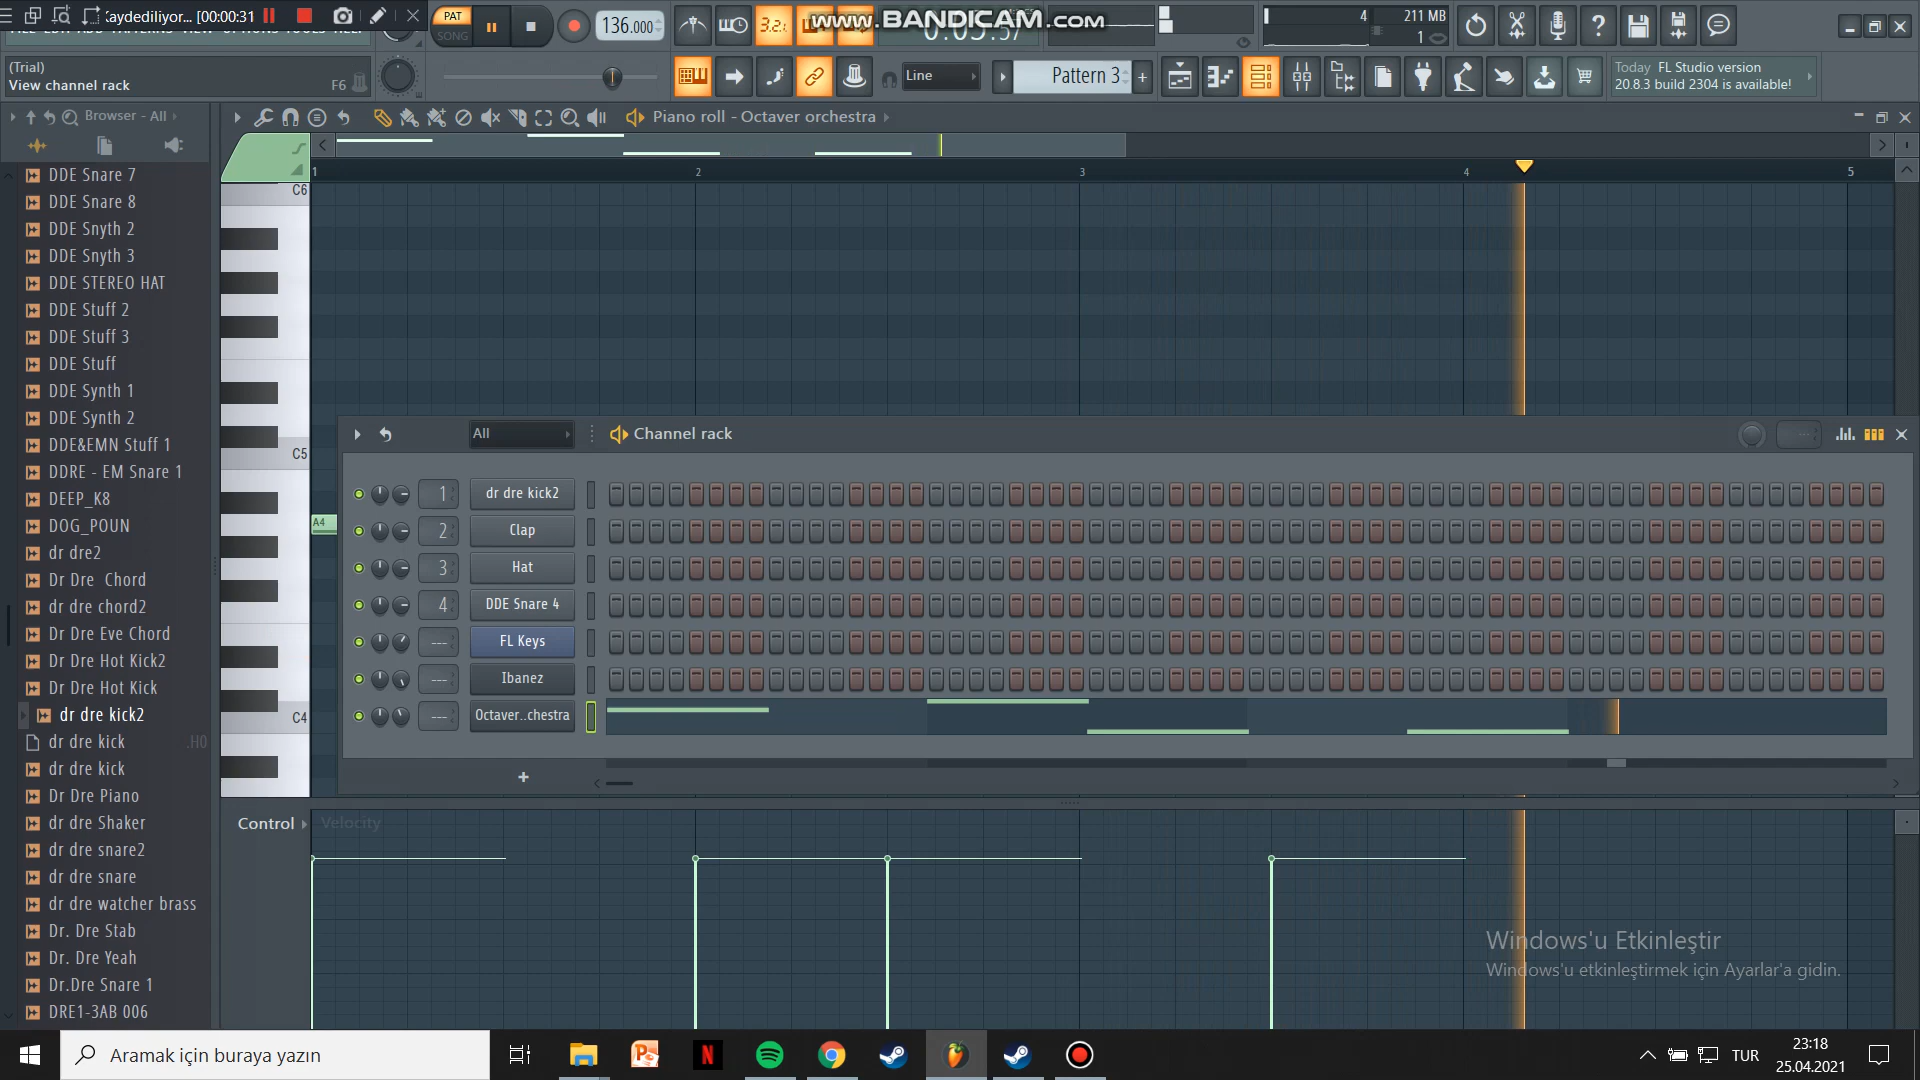 Kaydediliyor... [00:00:31]
PAT
SONG
136.000
3.2.
www.BANDICAM.com
4
211 MB
1
(Trial)
View channel rack
F6
Line
Pattern 3
Today FL Studio version
20.8.3 build 2304 is available!
Browser - All
Piano roll - Octaver orchestra
DDE Snare 7
DDE Snare 8
DDE Snyth 2
DDE Snyth 3
DDE STEREO HAT
DDE Stuff 2
DDE Stuff 3
DDE Stuff
DDE Synth 1
DDE Synth 2
DDE&EMN Stuff 1
DDRE - EM Snare 1
DEEP_K8
DOG_POUN
dr dre2
Dr Dre  Chord
dr dre chord2
Dr Dre Eve Chord
Dr Dre Hot Kick2
Dr Dre Hot Kick
dr dre kick2
dr dre kick .H0
dr dre kick
Dr Dre Piano
dr dre Shaker
dr dre snare2
dr dre snare
dr dre watcher brass
Dr. Dre Stab
Dr. Dre Yeah
Dr.Dre Snare 1
DRE1-3AB 006
1 2 3 4 5
C6
C5
A4
C4
All
Channel rack
1 dr dre kick2
2 Clap
3 Hat
4 DDE Snare 4
--- FL Keys
--- Ibanez
--- Octaver..chestra
+
Control
Velocity
Windows'u Etkinleştir
Windows'u etkinleştirmek için Ayarlar'a gidin.
Aramak için buraya yazın
TUR
23:18
25.04.2021